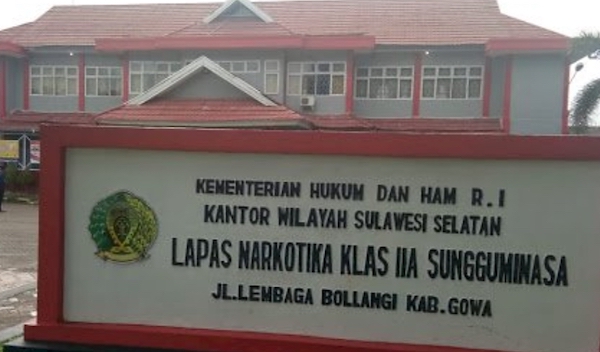 KEMENTERIAN HUKUM DAN HAM R.I
KANTOR WILAYAH SULAWESI SELATAN
LAPAS NARKOTIKA KLAS IIA SUNGGUMINASA
JL.LEMBAGA BOLLANGI KAB.GOWA